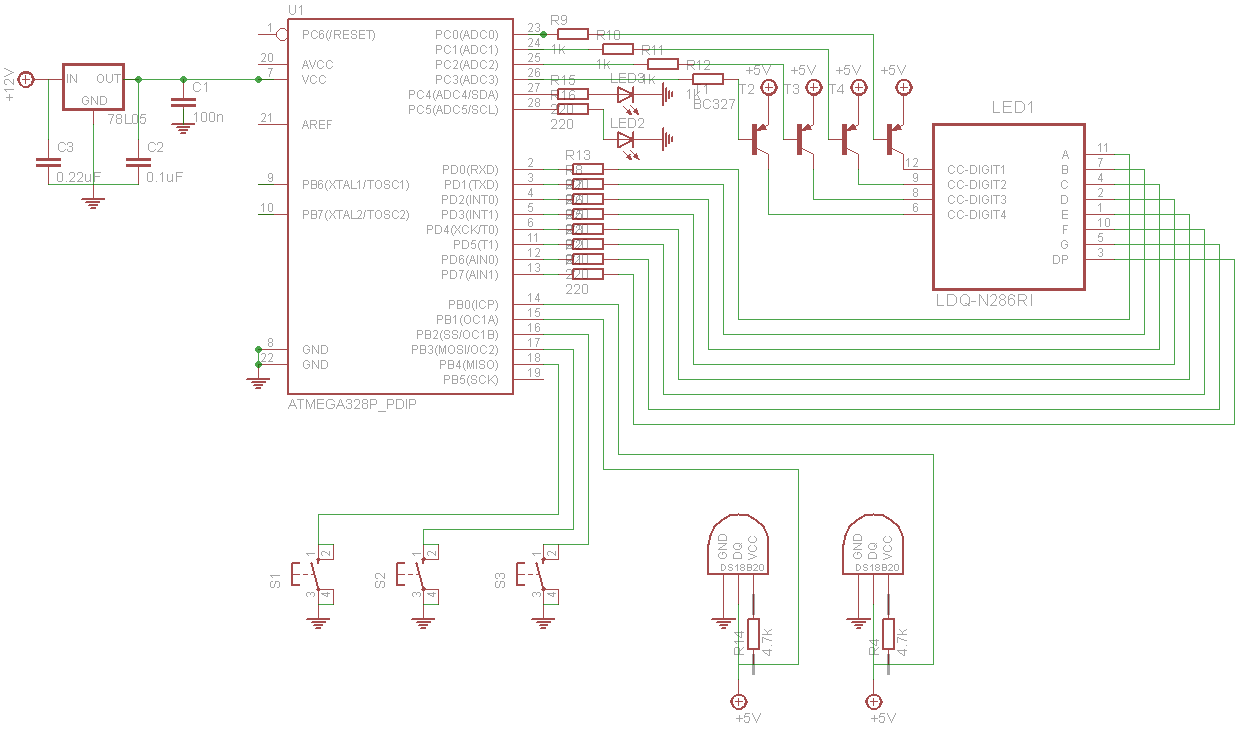 U1
R9
1 PC6(/RESET) PC0(ADC0) 23
R10
PC1(ADC1) 24 1k
R11
20 AVCC PC2(ADC2) 25 1k
R12
+5V +5V +5V +5V
+12V IN OUT 7 VCC PC3(ADC3) 26 1k
GND
R15 LED3
T2 T3 T4
C1 PC4(ADC4/SDA) 27 R16 1k
100n PC5(ADC5/SCL) 28 220 BC327
78L05
LED1
21 AREF 220 LED2
C3 C2
0.22uF 0.1uF
R13
PD0(RXD) 2 R8
9 PB6(XTAL1/TOSC1) PD1(TXD) 3
PD2(INT0) 4
10 PB7(XTAL2/TOSC2) PD3(INT1) 5
PD4(XCK/T0) 6
PD5(T1) 11
PD6(AIN0) 12
PD7(AIN1) 13 220
220
A 11
12 CC-DIGIT1 B 7
9 CC-DIGIT2 C 4
8 CC-DIGIT3 D 2
6 CC-DIGIT4 E 1
F 10
G 5
DP 3
LDQ-N286RI
PB0(ICP) 14
PB1(OC1A) 15
PB2(SS/OC1B) 16
8 GND PB3(MOSI/OC2) 17
22 GND PB4(MISO) 18
PB5(SCK) 19
ATMEGA328P_PDIP
S1 1 2 3 4
S2 1 2 3 4
S3 1 2 3 4
GND DQ VCC
DS18B20
R14 4.7k
+5V
GND DQ VCC
DS18B20
R4 4.7k
+5V